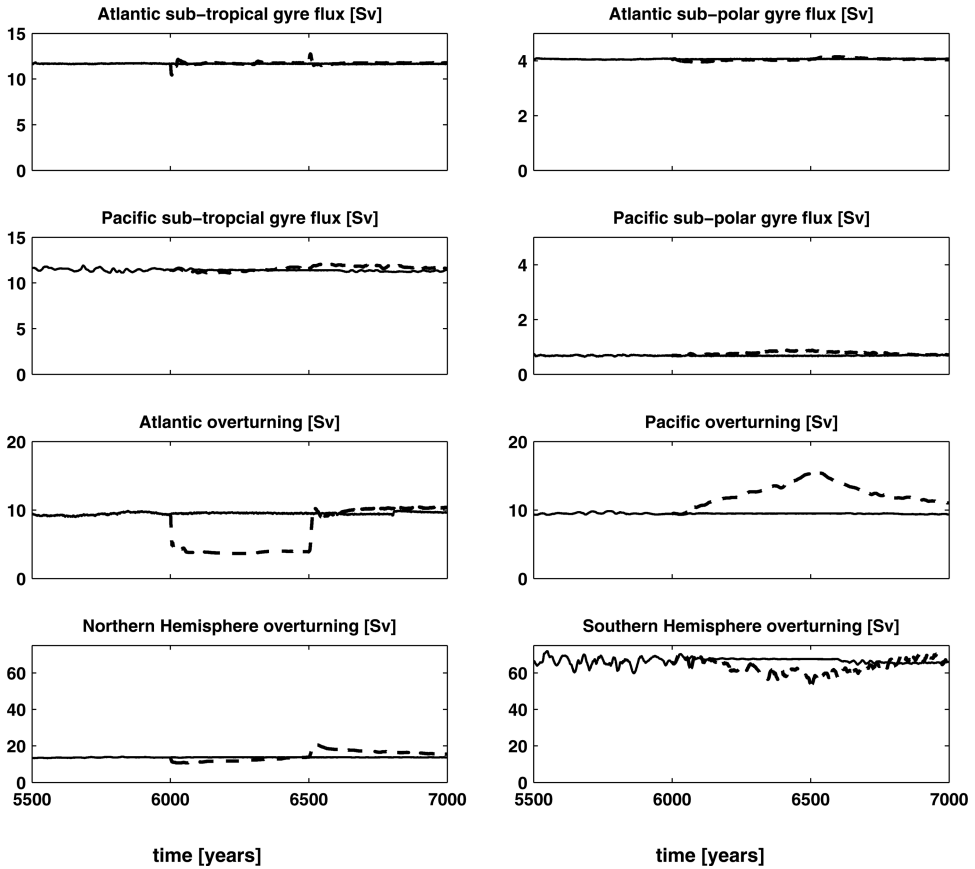 Atlantic sub−tropical gyre flux [Sv]
Atlantic sub−polar gyre flux [Sv]
15
10
5
0
4
2
0
Pacific sub−tropcial gyre flux [Sv]
Pacific sub−polar gyre flux [Sv]
15
10
5
0
4
2
0
Atlantic overturning [Sv]
Pacific overturning [Sv]
20
10
0
20
10
0
Northern Hemisphere overturning [Sv]
Southern Hemisphere overturning [Sv]
60
40
20
0
60
40
20
0
5500 6000 6500 7000
5500 6000 6500 7000
time [years]
time [years]